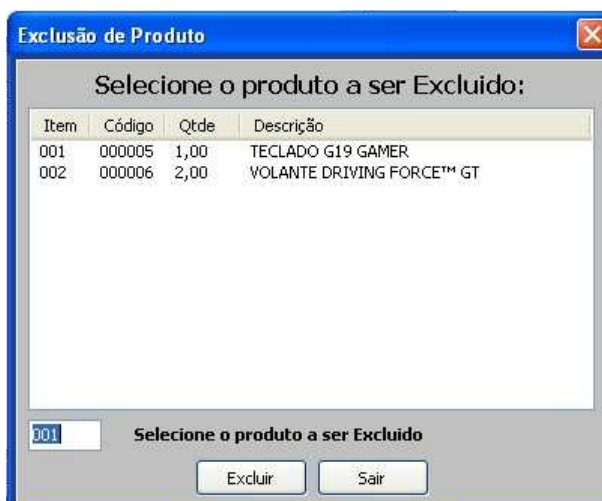 Exclusão de Produto
Selecione o produto a ser Excluido:
Item Código Qtde Descrição
001 000005 1,00 TECLADO G19 GAMER
002 000006 2,00 VOLANTE DRIVING FORCE™ GT
001 Selecione o produto a ser Excluido
Excluir Sair